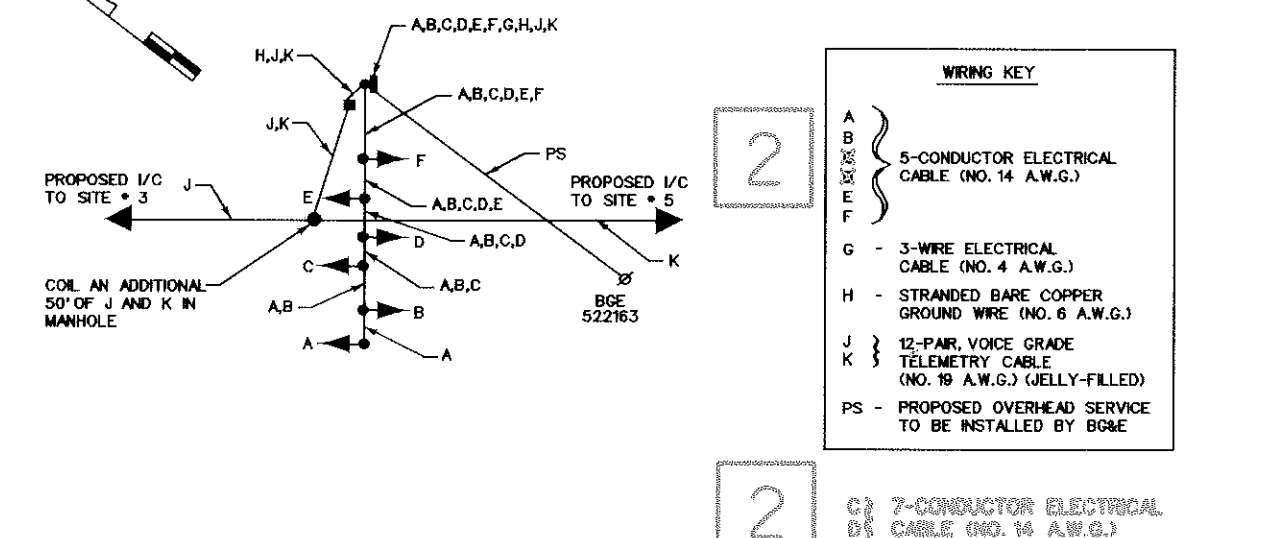 A,B,C,D,E,F,G,H,J,K
H,J,K
A,B,C,D,E,F
J,K
F
PS
PROPOSED I/C
TO SITE • 3
J
E
A,B,C,D,E
PROPOSED I/C
TO SITE • 5
D
A,B,C,D
K
C
A,B,C
COIL AN ADDITIONAL
50' OF J AND K IN
MANHOLE
A,B
B
BGE
522163
A
A
2
WIRING KEY
A
B
C
D
E
F
5-CONDUCTOR ELECTRICAL
CABLE (NO. 14 A.W.G.)
G - 3-WIRE ELECTRICAL
CABLE (NO. 4 A.W.G.)
H - STRANDED BARE COPPER
GROUND WIRE (NO. 6 A.W.G.)
J
K
12-PAIR, VOICE GRADE
TELEMETRY CABLE
(NO. 19 A.W.G.) (JELLY-FILLED)
PS - PROPOSED OVERHEAD SERVICE
TO BE INSTALLED BY BG&E
2
C
D
7-CONDUCTOR ELECTRICAL
CABLE (NO. 14 A.W.G.)